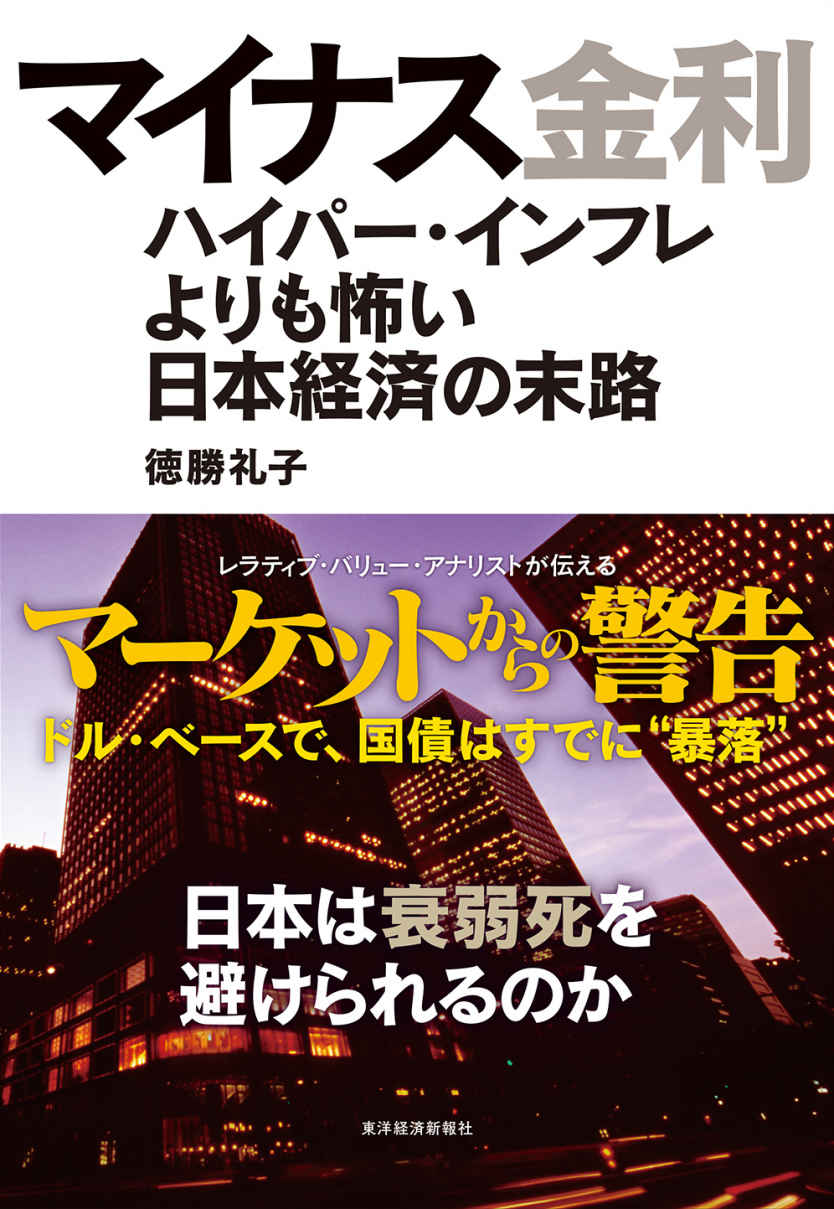 マイナス金利
ハイパー・インフレ
よりも怖い
日本経済の末路
徳勝礼子
レラティブ・バリュー・アナリストが伝える
マーケットからの警告
ドル・ベースで、国債はすでに“暴落”
日本は衰弱死を
避けられるのか
東洋経済新報社